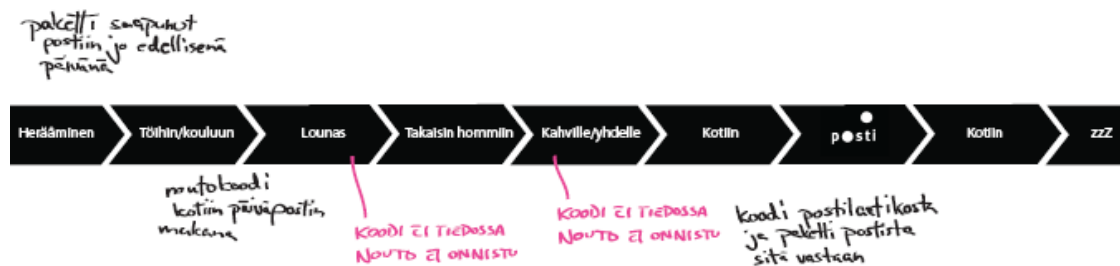 paketti saapunut
postiin jo edellisenä
päivänä
Herääminen
Töihin/kouluun
Lounas
Takaisin hommiin
Kahville/yhdelle
Kotiin
posti
Kotiin
zzZ
noutokoodi
kotiin päiväpostin
mukana
KOODI EI TIEDOSSA
NOUTO EI ONNISTU
KOODI EI TIEDOSSA
NOUTO EI ONNISTU
koodi postilaatikosta
ja paketti postista
sitä vastaan